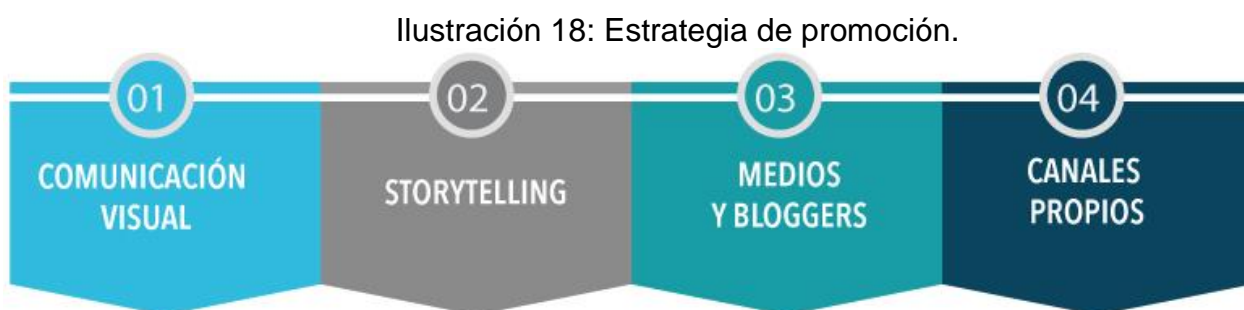 Ilustración 18: Estrategia de promoción.
01
COMUNICACIÓN
VISUAL
02
STORYTELLING
03
MEDIOS
Y BLOGGERS
04
CANALES
PROPIOS